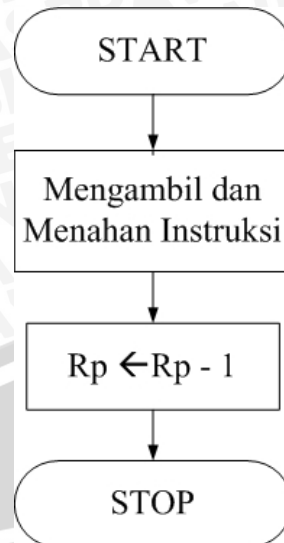 START
Mengambil dan
Menahan Instruksi
Rp ←Rp - 1
STOP